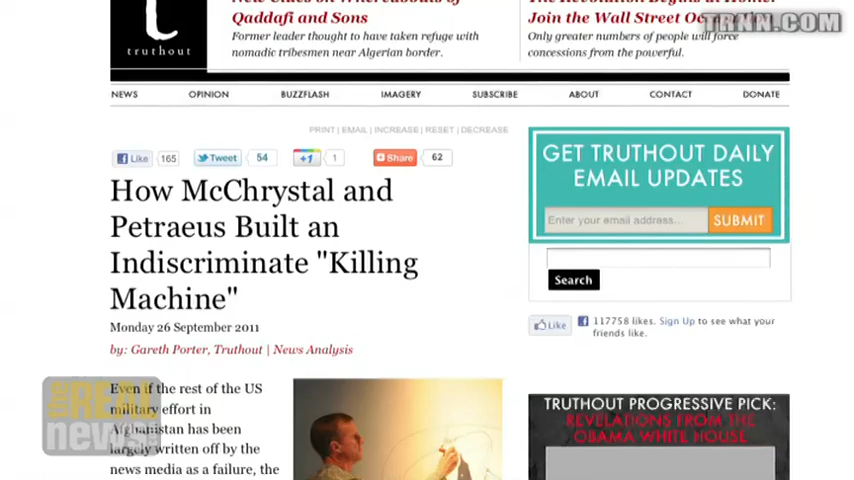 TRNN.COM
Qaddafi and Sons
Former leader thought to have taken refuge with
nomadic tribesmen near Algerian border.
Join the Wall Street
Only greater numbers of people will force
concessions from the powerful.
t
truthout
NEWS OPINION BUZZFLASH IMAGERY SUBSCRIBE ABOUT CONTACT DONATE
PRINT | EMAIL | INCREASE | RESET | DECREASE
Like 165 Tweet 54 +1 1 Share 62
How McChrystal and
Petraeus Built an
Indiscriminate "Killing
Machine"
Monday 26 September 2011
by: Gareth Porter, Truthout | News Analysis
Even if the rest of the US
military effort in
Afghanistan has been
largely written off by the
news media as a failure, the
the REAL
news.com
GET TRUTHOUT DAILY
EMAIL UPDATES
Enter your email address... SUBMIT
Search
Like 117758 likes. Sign Up to see what your
friends like.
TRUTHOUT PROGRESSIVE PICK:
REVELATIONS FROM THE
OBAMA WHITE HOUSE